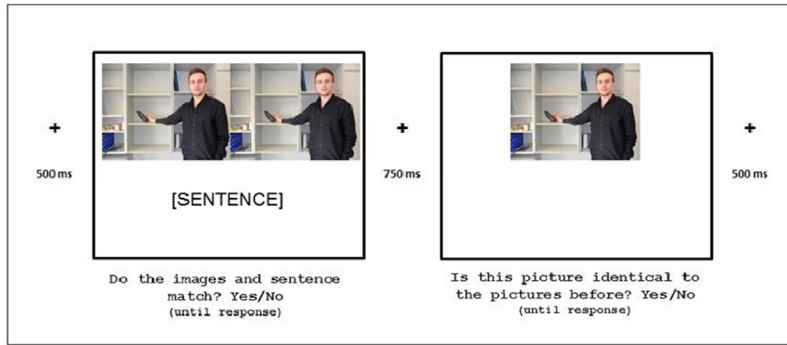 +
500 ms
[SENTENCE]
Do the images and sentence
match? Yes/No
(until response)
+
750 ms
Is this picture identical to
the pictures before? Yes/No
(until response)
+
500 ms